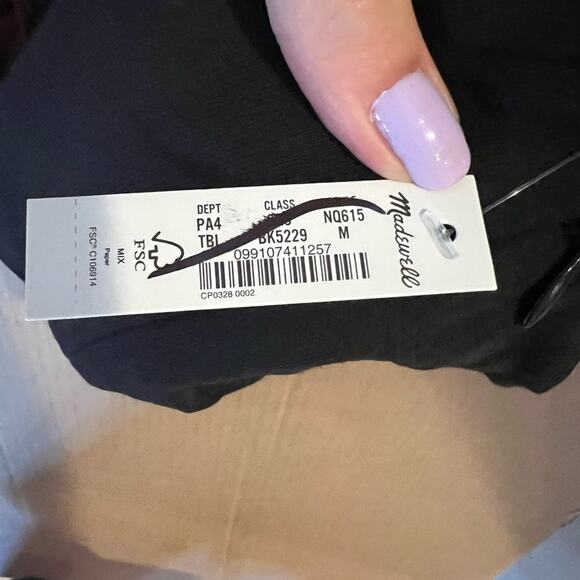 Madewell
DEPT CLASS
PA4 NQ615
TBL BK5229 M
099107411257
CP0328 0002
FSC
MIX
Paper
FSC® C106914